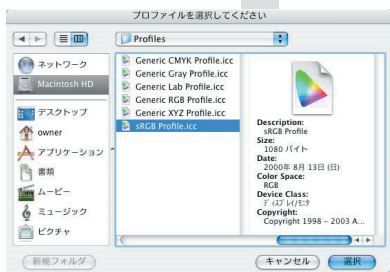 プロファイルを選択してください
Profiles
ネットワーク
Macintosh HD
デスクトップ
owner
アプリケーション
書類
ムービー
ミュージック
ピクチャ
Generic CMYK Profile.icc
Generic Gray Profile.icc
Generic Lab Profile.icc
Generic RGB Profile.icc
Generic XYZ Profile.icc
sRGB Profile.icc
Description:
sRGB Profile
Size:
1080 バイト
Date:
2000年 8月 13日 (日)
Color Space:
RGB
Device Class:
ディスプレイ/モニタ
Copyright:
Copyright 1998 - 2003 A...
新規フォルダ
キャンセル
選択